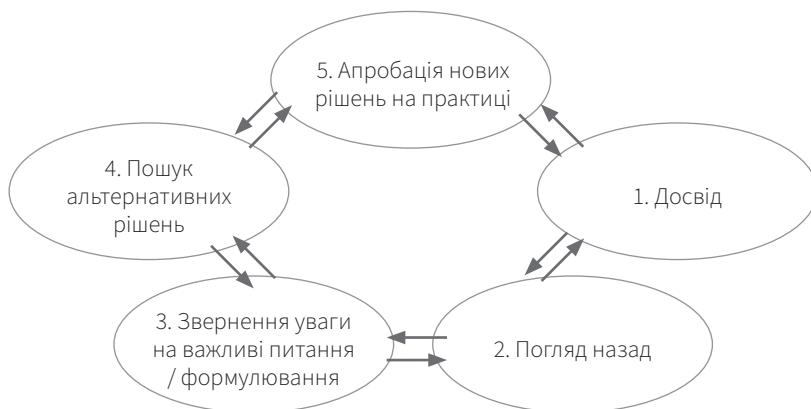 5. Апробація нових
рішень на практиці
4. Пошук
альтернативних
рішень
1. Досвід
3. Звернення уваги
на важливі питання
/ формулювання
2. Погляд назад